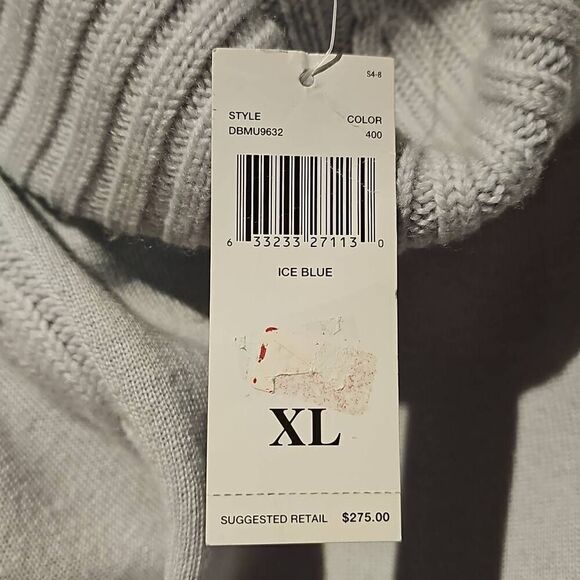 S4-8
STYLE COLOR
DBMU9632 400
6 33233 27113 0
ICE BLUE
XL
SUGGESTED RETAIL $275.00